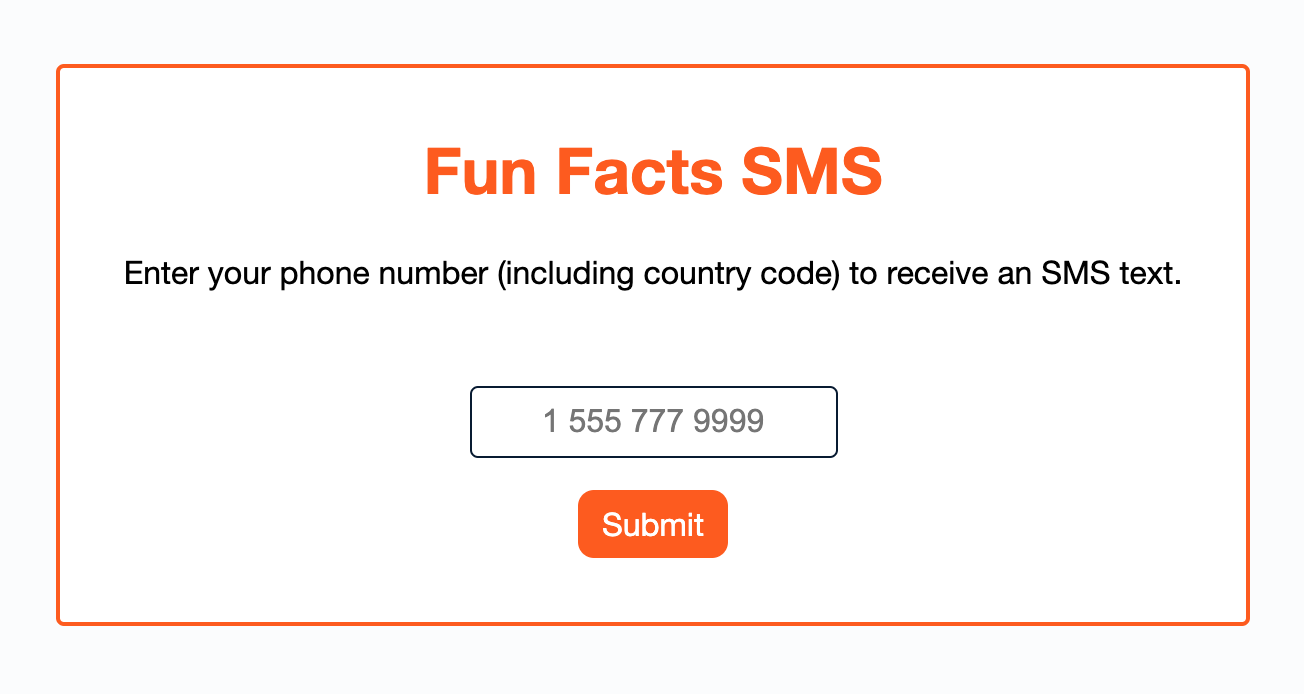 Fun Facts SMS
Enter your phone number (including country code) to receive an SMS text.
1 555 777 9999
Submit